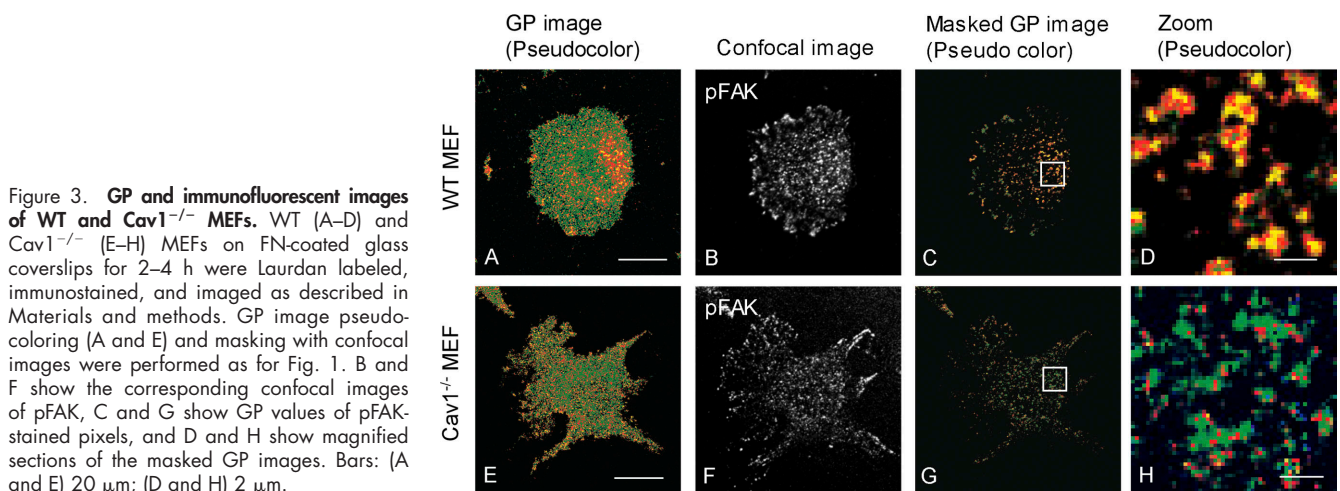 Figure 3. GP and immunofluorescent images
of WT and Cav1−/− MEFs. WT (A–D) and
Cav1−/− (E–H) MEFs on FN-coated glass
coverslips for 2–4 h were Laurdan labeled,
immunostained, and imaged as described in
Materials and methods. GP image pseudo-
coloring (A and E) and masking with confocal
images were performed as for Fig. 1. B and
F show the corresponding confocal images
of pFAK, C and G show GP values of pFAK-
stained pixels, and D and H show magnified
sections of the masked GP images. Bars: (A
and E) 20 μm; (D and H) 2 μm.
GP image
(Pseudocolor)
Confocal image
Masked GP image
(Pseudo color)
Zoom
(Pseudocolor)
WT MEF
A
pFAK
B
C
D
Cav1-/- MEF
E
pFAK
F
G
H